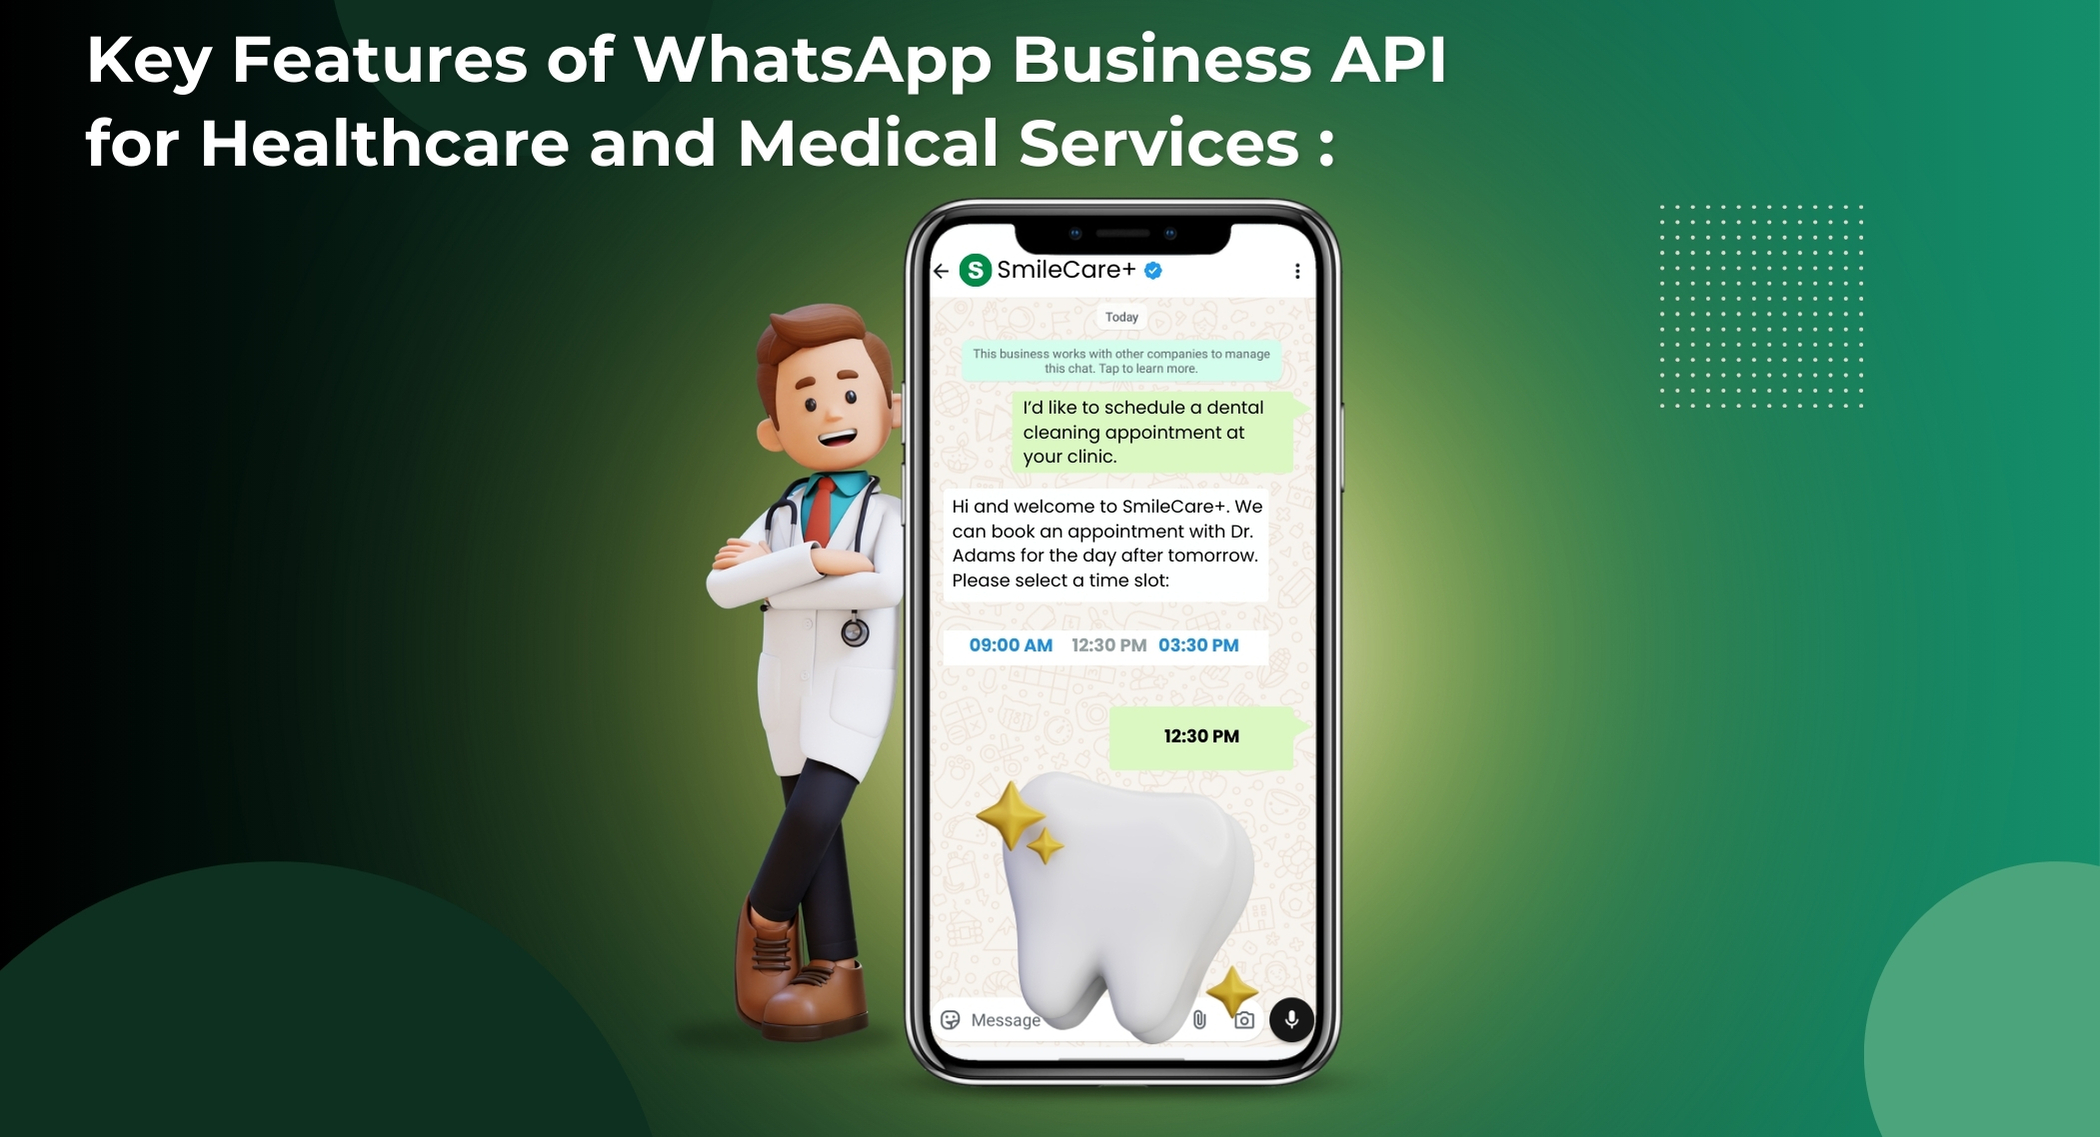 Key Features of WhatsApp Business API
for Healthcare and Medical Services :
S SmileCare+
Today
This business works with other companies to manage
this chat. Tap to learn more.
I'd like to schedule a dental
cleaning appointment at
your clinic.
Hi and welcome to SmileCare+. We
can book an appointment with Dr.
Adams for the day after tomorrow.
Please select a time slot:
09:00 AM 12:30 PM 03:30 PM
12:30 PM
Message